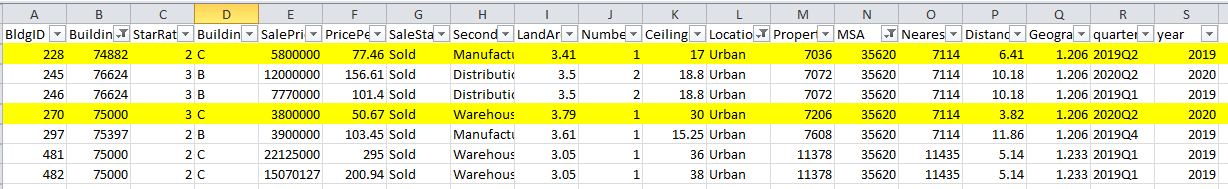 A B C D E F G H I J K L M N O P Q R S
BldgID Buildin StarRat Buildin SalePri PricePe SaleSta Second LandAr Numbe Ceiling Locatio Propert MSA Neares Distanc Geogra quarter year
228 74882 2 C 5800000 77.46 Sold Manufactu 3.41 1 17 Urban 7036 35620 7114 6.41 1.206 2019Q2 2019
245 76624 3 B 12000000 156.61 Sold Distributic 3.5 2 18.8 Urban 7072 35620 7114 10.18 1.206 2020Q2 2020
246 76624 3 B 7770000 101.4 Sold Distributic 3.5 2 18.8 Urban 7072 35620 7114 10.18 1.206 2019Q1 2019
270 75000 3 C 3800000 50.67 Sold Warehous 3.79 1 30 Urban 7206 35620 7114 3.82 1.206 2020Q2 2020
297 75397 2 B 3900000 103.45 Sold Manufactu 3.61 1 15.25 Urban 7608 35620 7114 11.86 1.206 2019Q4 2019
481 75000 2 C 22125000 295 Sold Warehous 3.05 1 36 Urban 11378 35620 11435 5.14 1.233 2019Q1 2019
482 75000 2 C 15070127 200.94 Sold Warehous 3.05 1 38 Urban 11378 35620 11435 5.14 1.233 2019Q1 2019